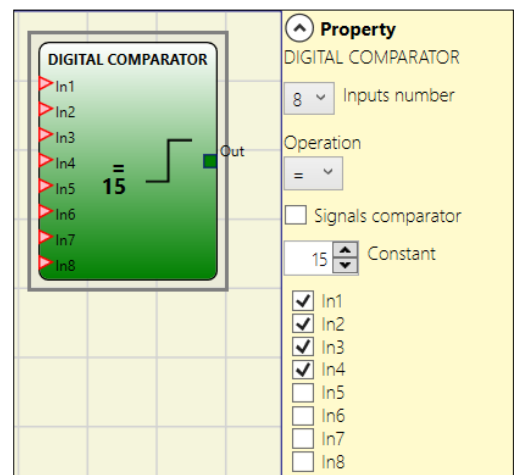 DIGITAL COMPARATOR
In1
In2
In3
In4
In5
In6
In7
In8
=
15
Out
Property
DIGITAL COMPARATOR
8 Inputs number
Operation
=
Signals comparator
15 Constant
In1
In2
In3
In4
In5
In6
In7
In8